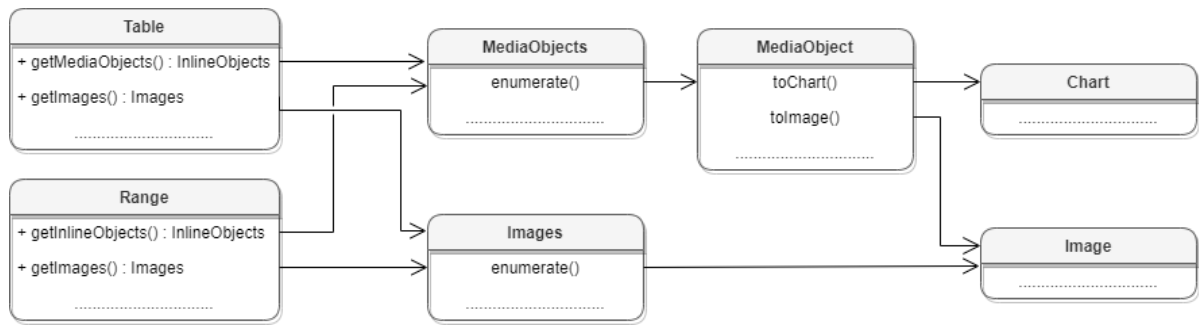 Table
+ getMediaObjects() : InlineObjects
+ getImages() : Images
................................
MediaObjects
enumerate()
................................
MediaObject
toChart()
toImage()
................................
Chart
................................
Range
+ getInlineObjects() : InlineObjects
+ getImages() : Images
................................
Images
enumerate()
................................
Image
................................